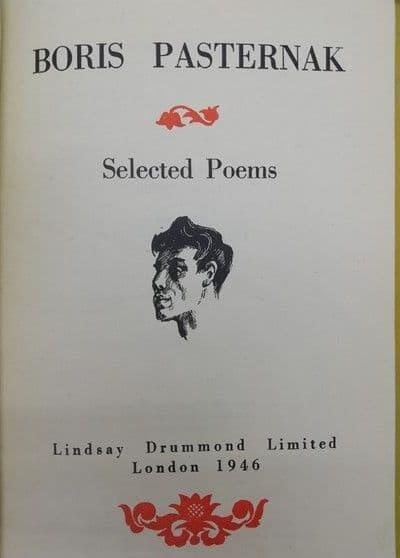 BORIS PASTERNAK
Selected Poems
Lindsay Drummond Limited
London 1946